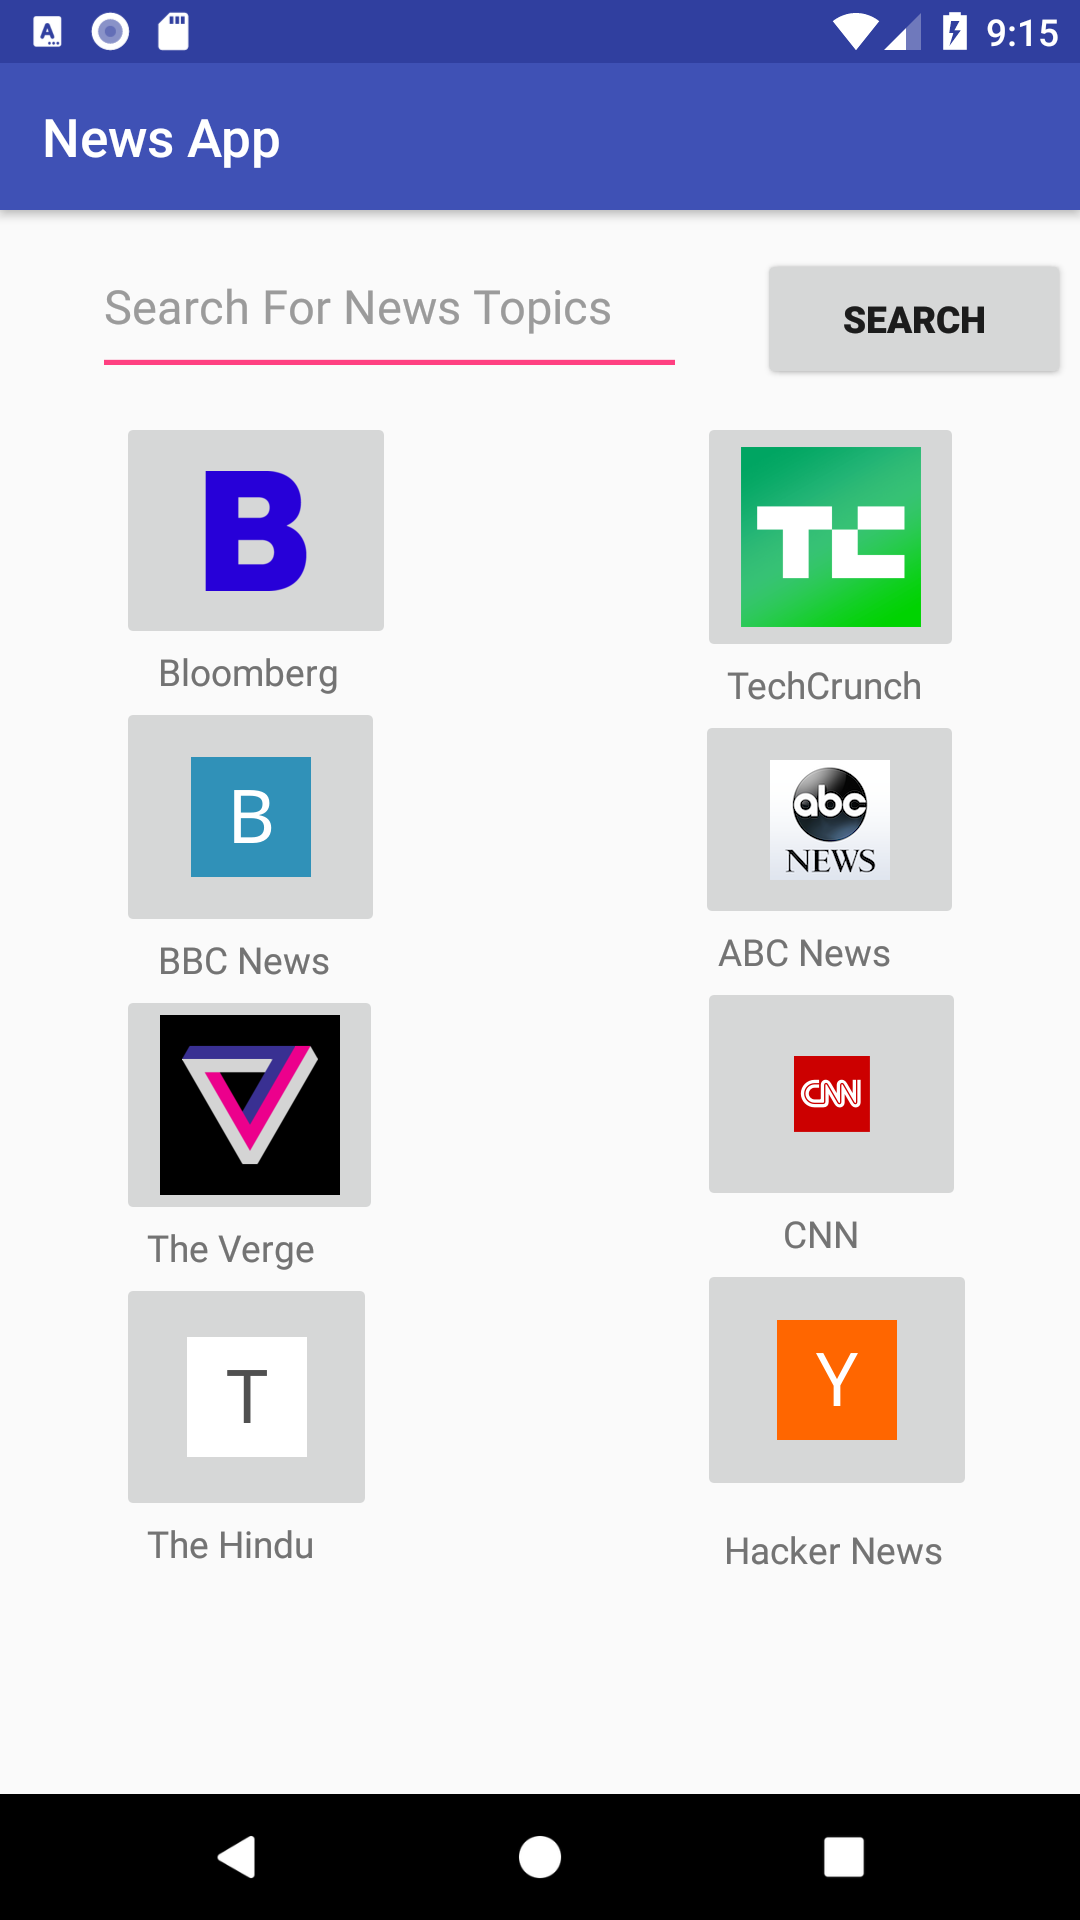 A
9:15
News App
Search For News Topics
SEARCH
B
TC
Bloomberg
TechCrunch
B
abc
NEWS
BBC News
ABC News
CNN
The Verge
CNN
T
Y
The Hindu
Hacker News